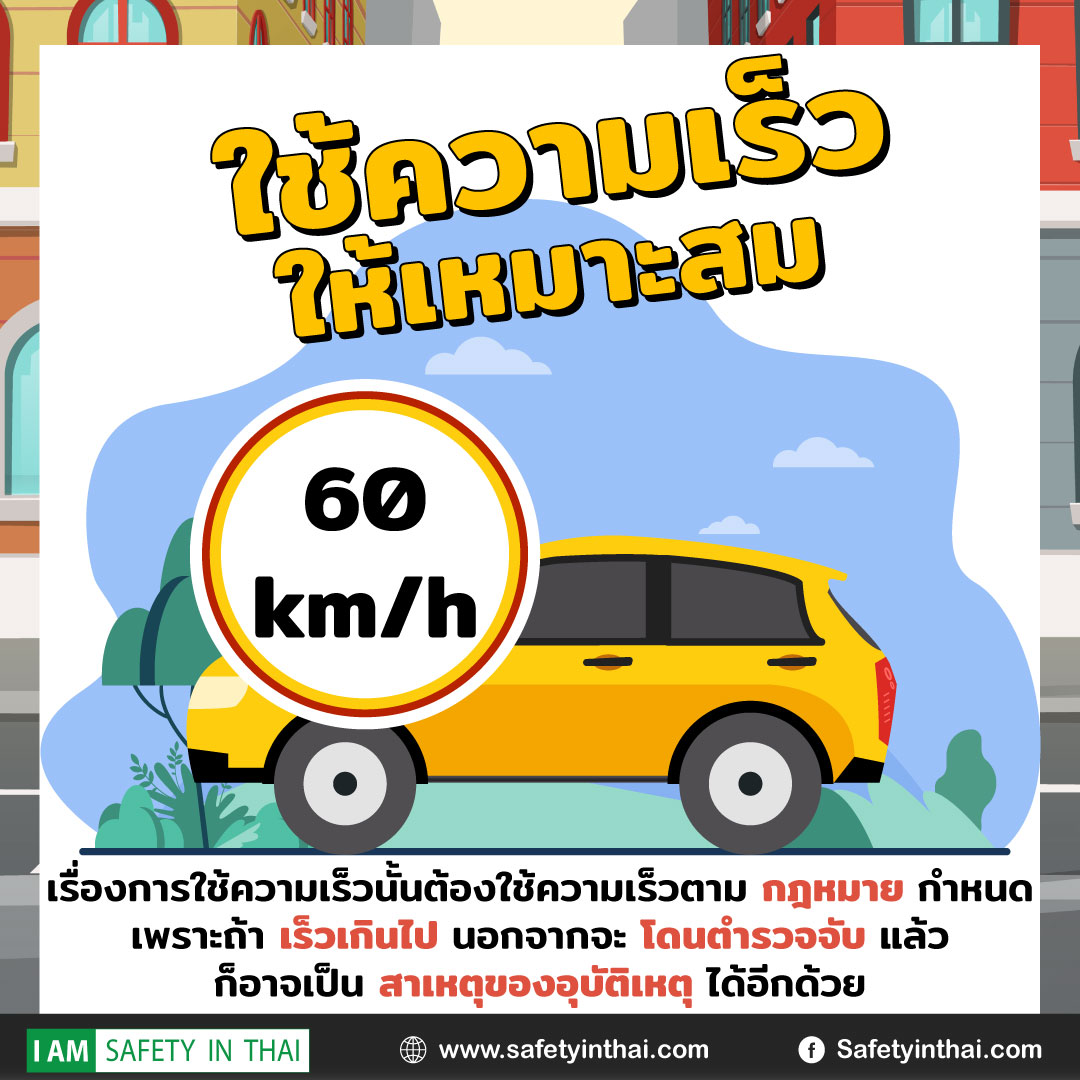 ใช้ความเร็ว
ให้เหมาะสม
60
km/h
เรื่องการใช้ความเร็วนั้นต้องใช้ความเร็วตาม กฎหมาย กำหนด
เพราะถ้า เร็วเกินไป นอกจากจะ โดนตำรวจจับ แล้ว
ก็อาจเป็น สาเหตุของอุบัติเหตุ ได้อีกด้วย
I AM SAFETY IN THAI www.safetyinthai.com Safetyinthai.com